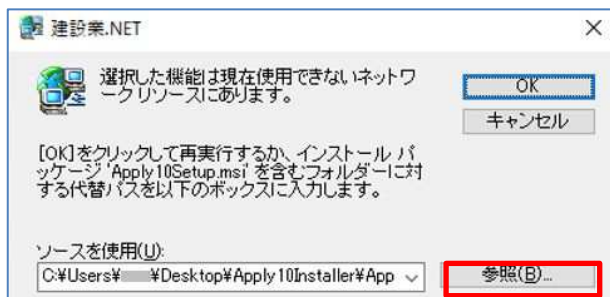 建設業.NET
選択した機能は現在使用できないネットワ
ークリソースにあります。
OK
キャンセル
[OK]をクリックして再実行するか、インストール パ
ッケージ 'Apply10Setup.msi' を含むフォルダーに対
する代替パスを以下のボックスに入力します。
ソースを使用(U):
C:¥Users¥ ¥Desktop¥Apply10Installer¥App
参照(B)...